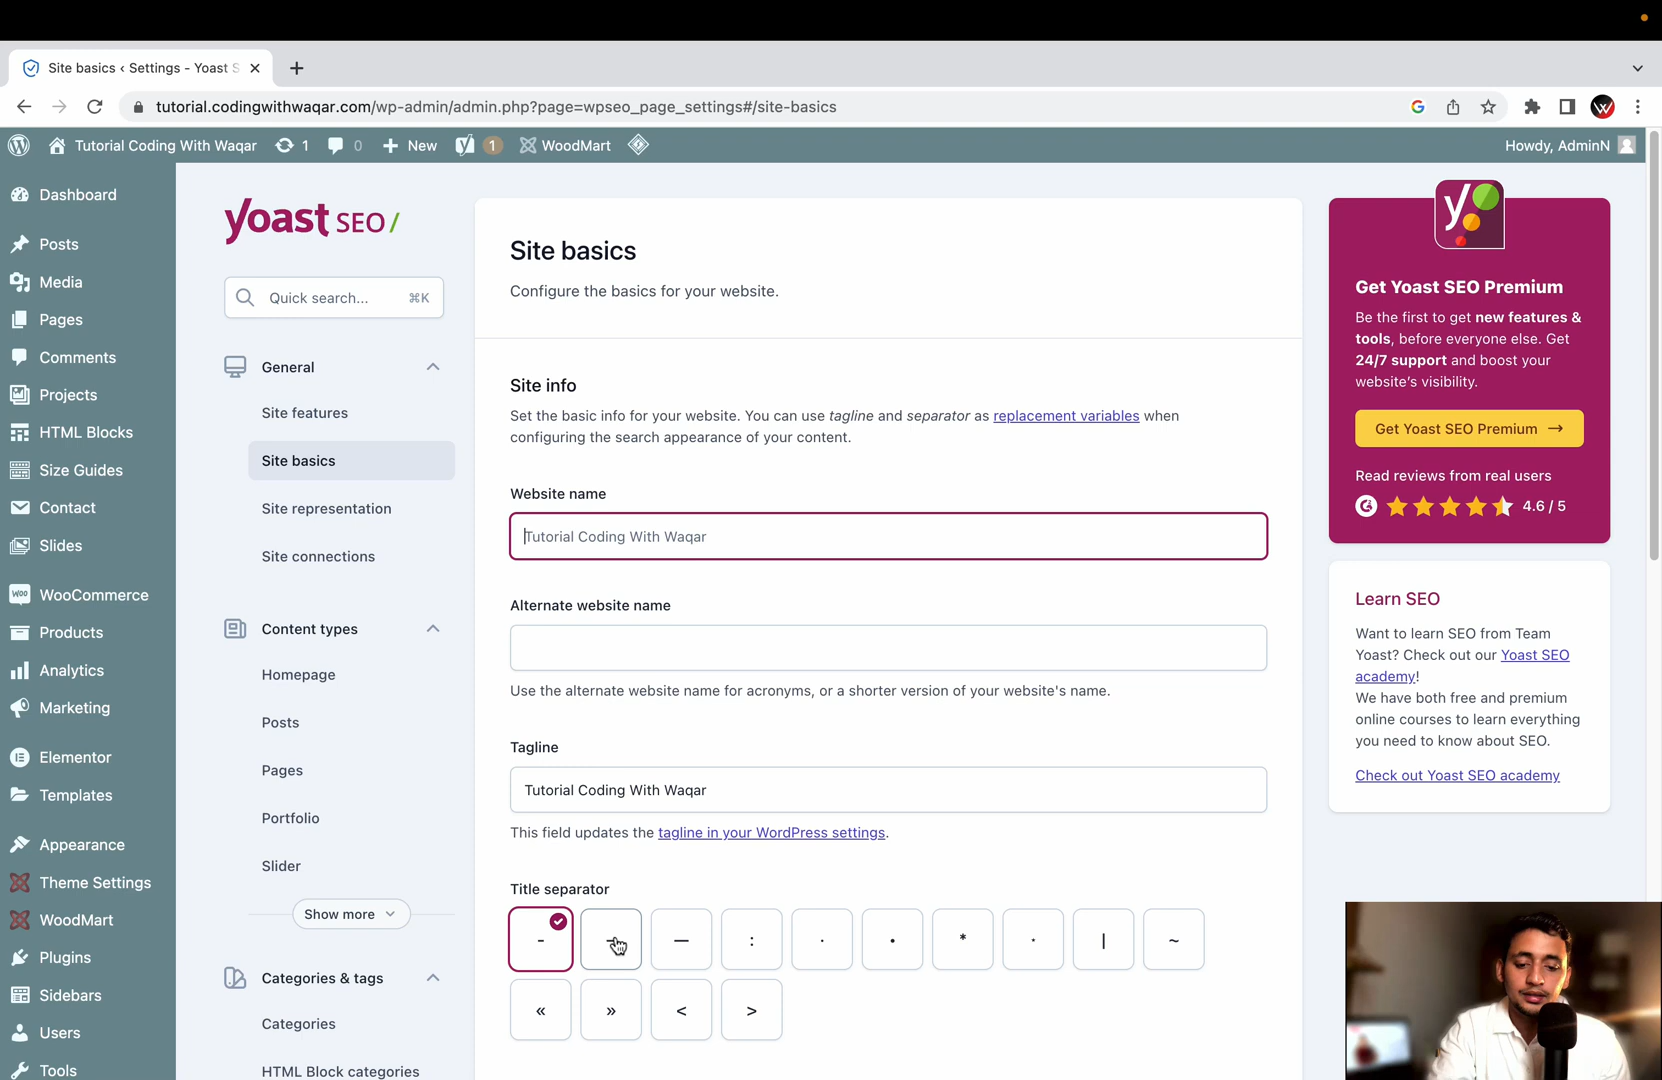 Site basics ‹ Settings - Yoast S
tutorial.codingwithwaqar.com/wp-admin/admin.php?page=wpseo_page_settings#/site-basics
Tutorial Coding With Waqar 1 0 New 1 WoodMart Howdy, AdminN
Dashboard
Posts
Media
Pages
Comments
Projects
HTML Blocks
Size Guides
Contact
Slides
WooCommerce
Products
Analytics
Marketing
Elementor
Templates
Appearance
Theme Settings
WoodMart
Plugins
Sidebars
Users
Tools
yoast SEO/
Quick search... ⌘K
General
Site features
Site basics
Site representation
Site connections
Content types
Homepage
Posts
Pages
Portfolio
Slider
Show more
Categories & tags
Categories
HTML Block categories
Site basics
Configure the basics for your website.
Site info
Set the basic info for your website. You can use tagline and separator as replacement variables when
configuring the search appearance of your content.
Website name
Tutorial Coding With Waqar
Alternate website name
Use the alternate website name for acronyms, or a shorter version of your website's name.
Tagline
Tutorial Coding With Waqar
This field updates the tagline in your WordPress settings.
Title separator
- – — : · • * ⋆ | ~
« » < >
Get Yoast SEO Premium
Be the first to get new features &
tools, before everyone else. Get
24/7 support and boost your
website's visibility.
Get Yoast SEO Premium →
Read reviews from real users
4.6 / 5
Learn SEO
Want to learn SEO from Team
Yoast? Check out our Yoast SEO
academy!
We have both free and premium
online courses to learn everything
you need to know about SEO.
Check out Yoast SEO academy